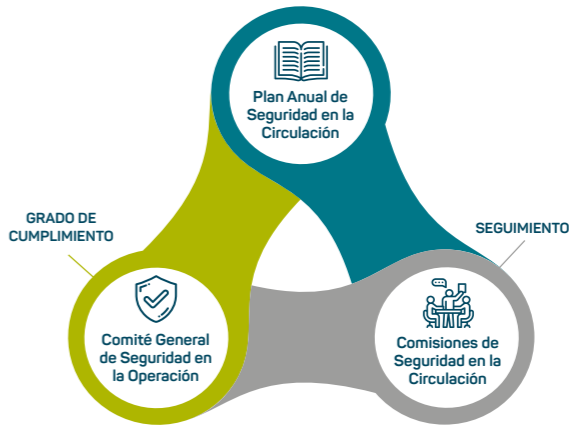 Plan Anual de
Seguridad en la
Circulación
GRADO DE
CUMPLIMIENTO
SEGUIMIENTO
Comité General
de Seguridad en
la Operación
Comisiones de
Seguridad en la
Circulación